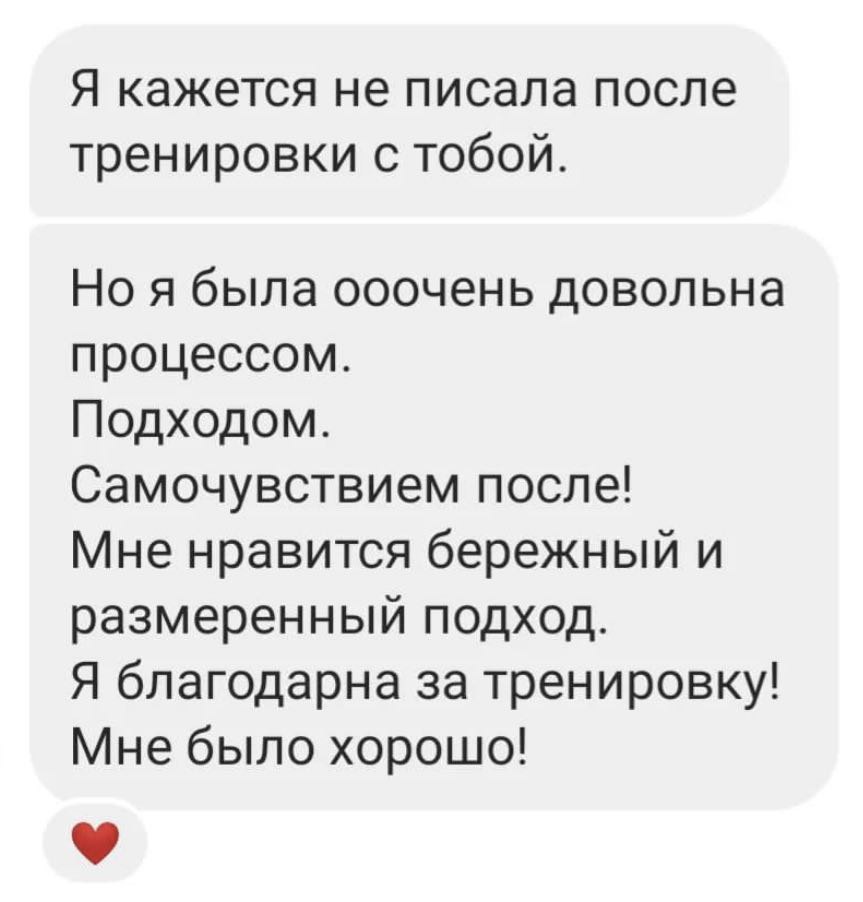 Я кажется не писала после
тренировки с тобой.
Но я была ооочень довольна
процессом.
Подходом.
Самочувствием после!
Мне нравится бережный и
размеренный подход.
Я благодарна за тренировку!
Мне было хорошо!